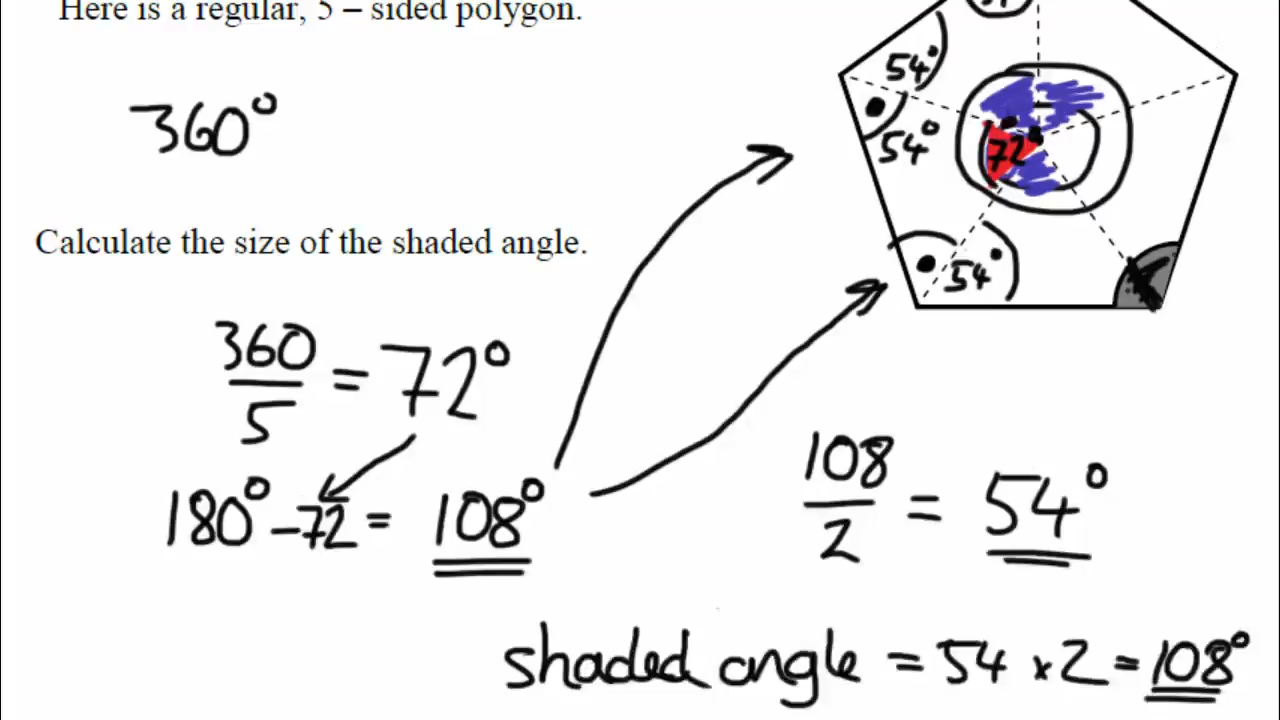 Here is a regular, 5 – sided polygon.
360°
54°
54°
72°
54°
Calculate the size of the shaded angle.
360/5 = 72°
180° – 72 = 108°
108/2 = 54°
shaded angle = 54 × 2 = 108°